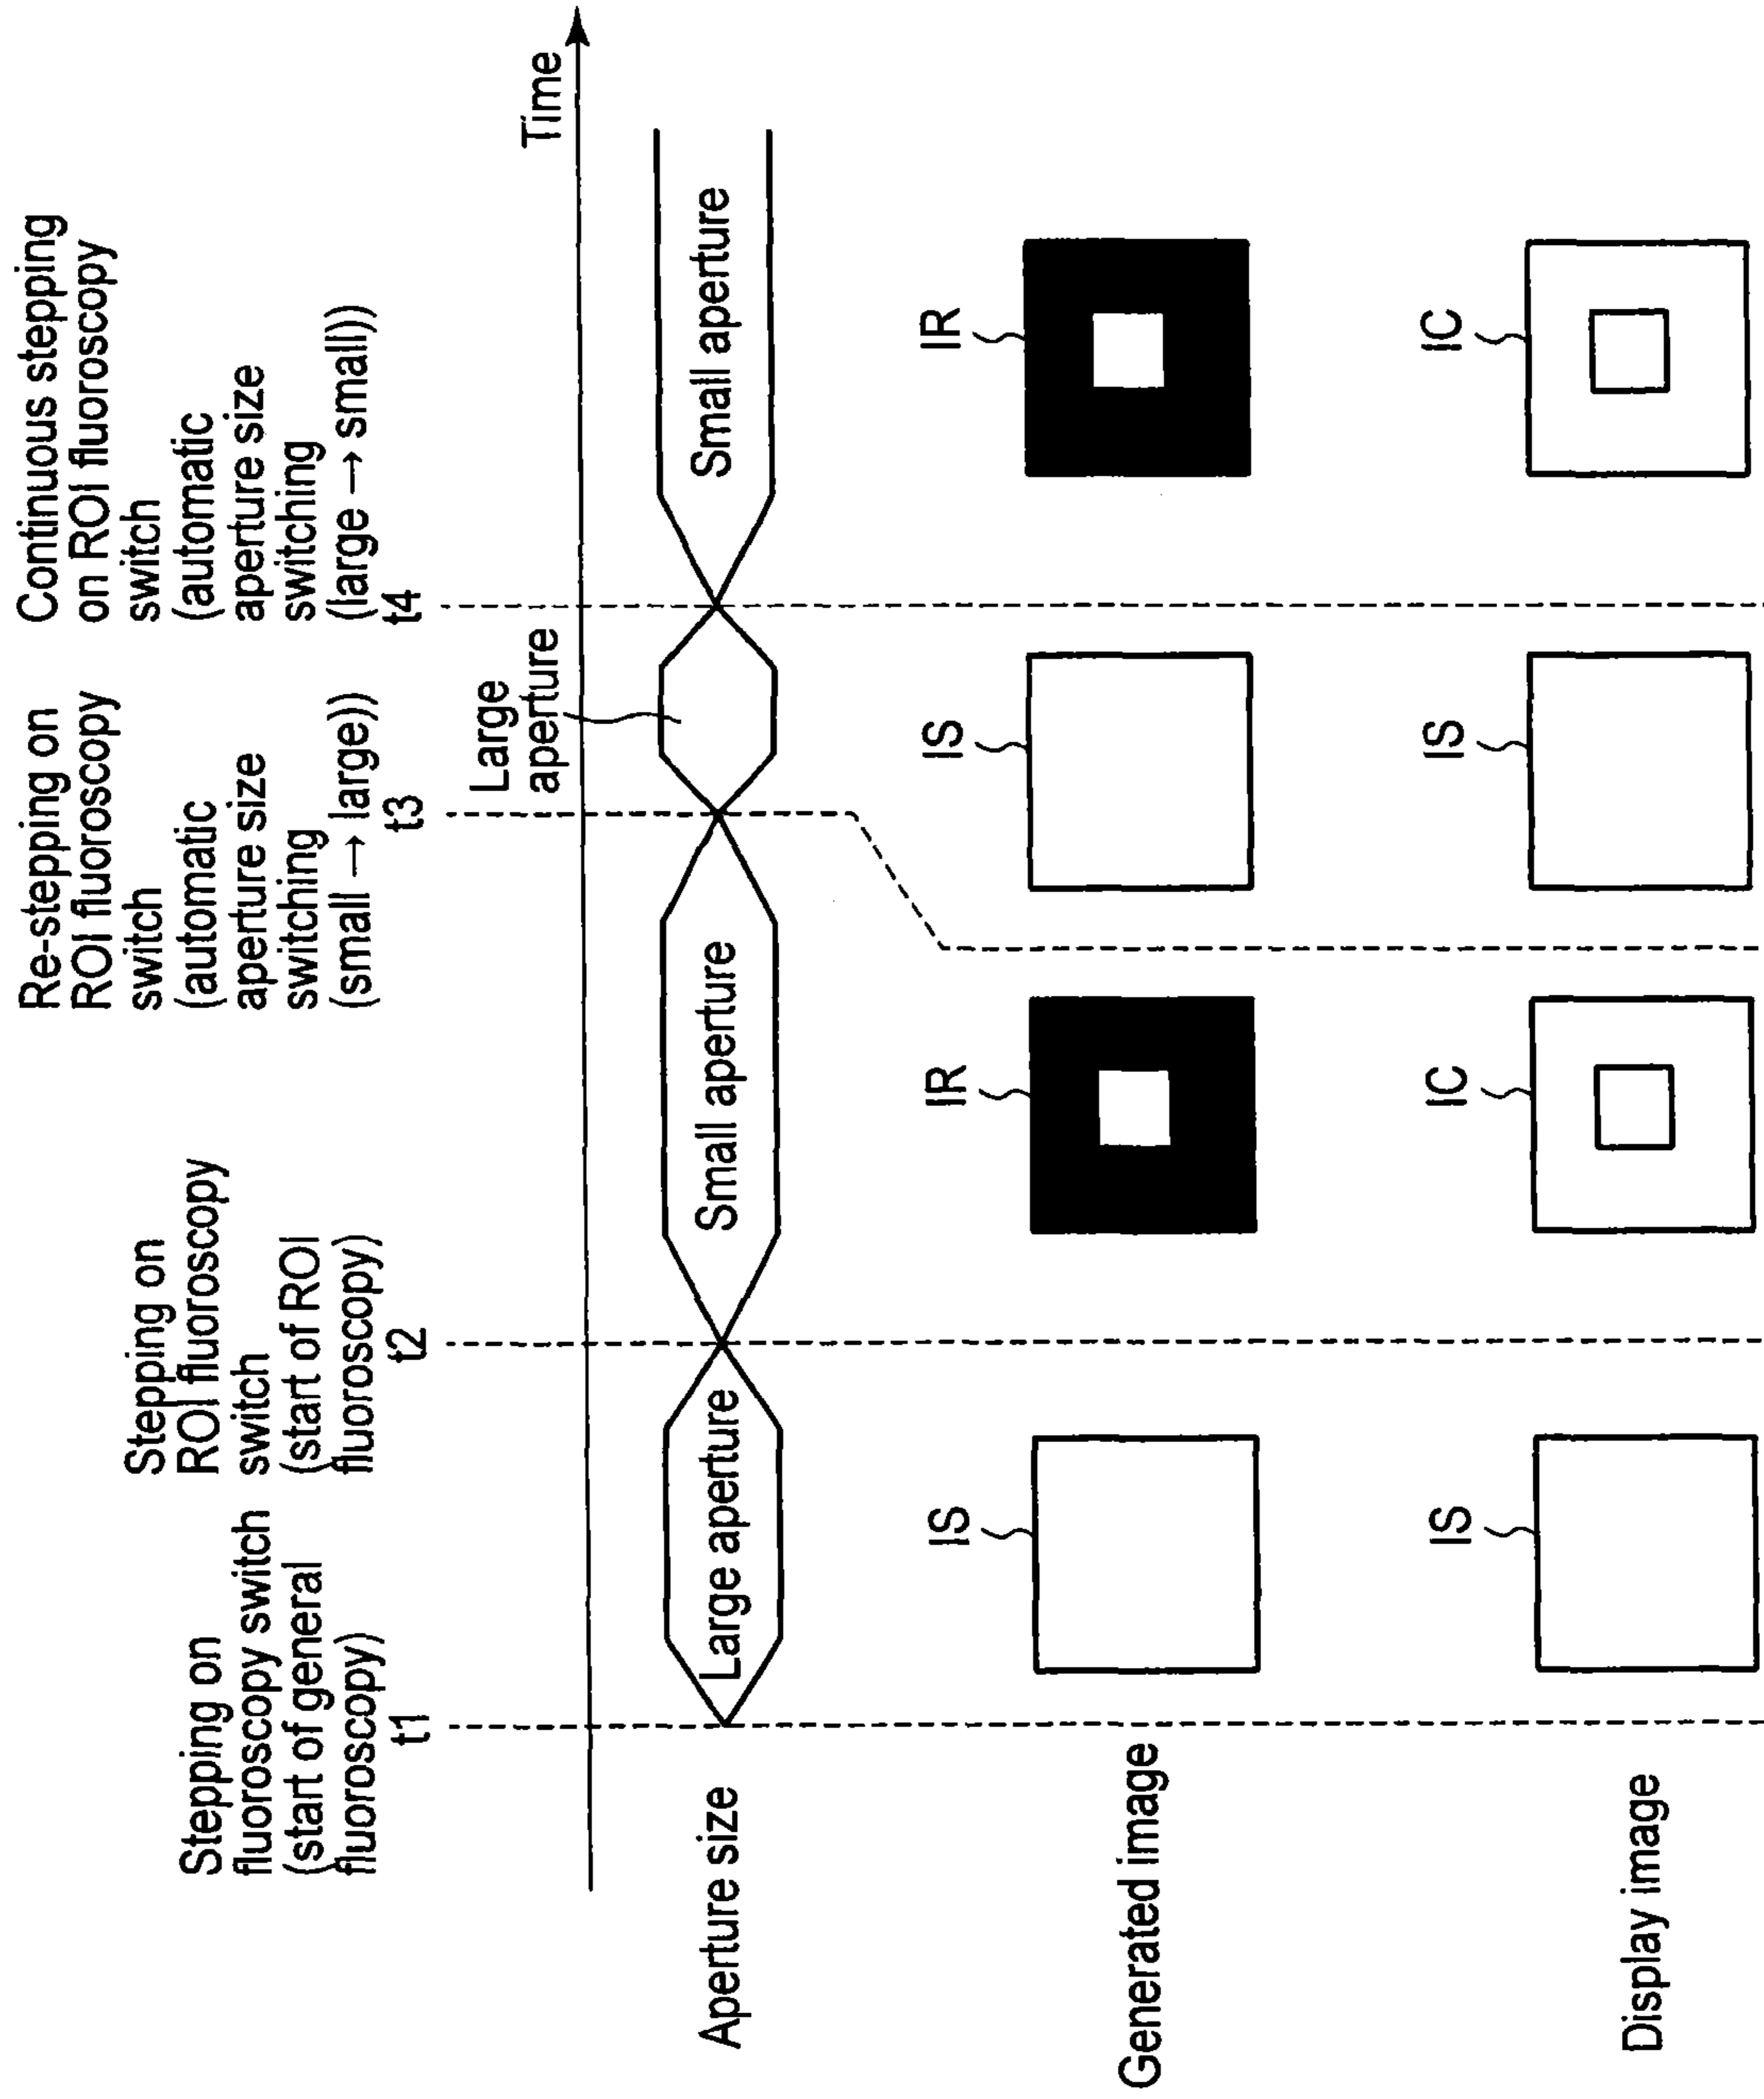 Stepping on
fluoroscopy switch
(start of general
fluoroscopy)
t1
Stepping on
ROI fluoroscopy
switch
(start of ROI
fluoroscopy)
t2
Re-stepping on
ROI fluoroscopy
switch
(automatic
aperture size
switching
(small → large))
t3
Continuous stepping
on ROI fluoroscopy
switch
(automatic
aperture size
switching
(large → small))
t4
Time
Aperture size
Large aperture
Small aperture
Large
aperture
Small aperture
Generated image
IS
IR
IS
IR
Display image
IS
IC
IS
IC